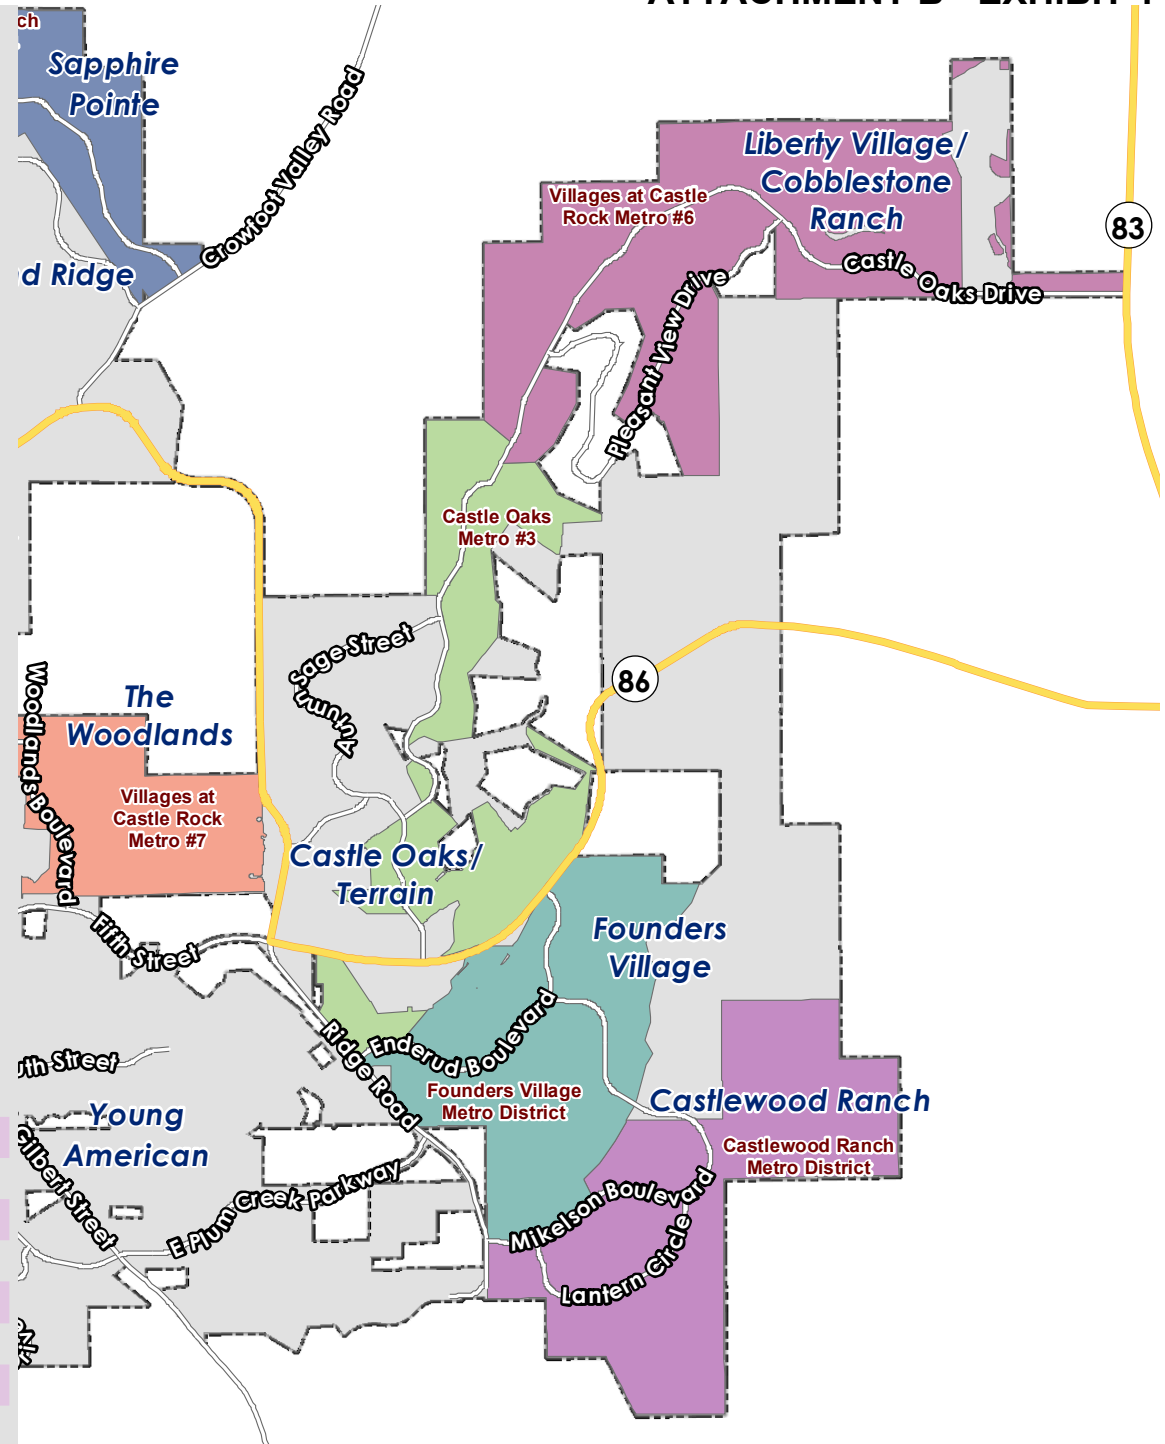 ch
Sapphire
Pointe
Crowfoot Valley Road
d Ridge
Liberty Village/
Cobblestone
Ranch
Villages at Castle
Rock Metro #6
83
Castle Oaks Drive
Pleasant View Drive
Castle Oaks
Metro #3
Sage Street
Autumn
86
Woodlands Boulevard
The
Woodlands
Villages at
Castle Rock
Metro #7
Castle Oaks/
Terrain
Fifth Street
Founders
Village
Enderud Boulevard
Ridge Road
uth Street
Founders Village
Metro District
Young
American
Castlewood Ranch
Castlewood Ranch
Metro District
Gilbert Street
E Plum Creek Parkway
Mikelson Boulevard
Lantern Circle